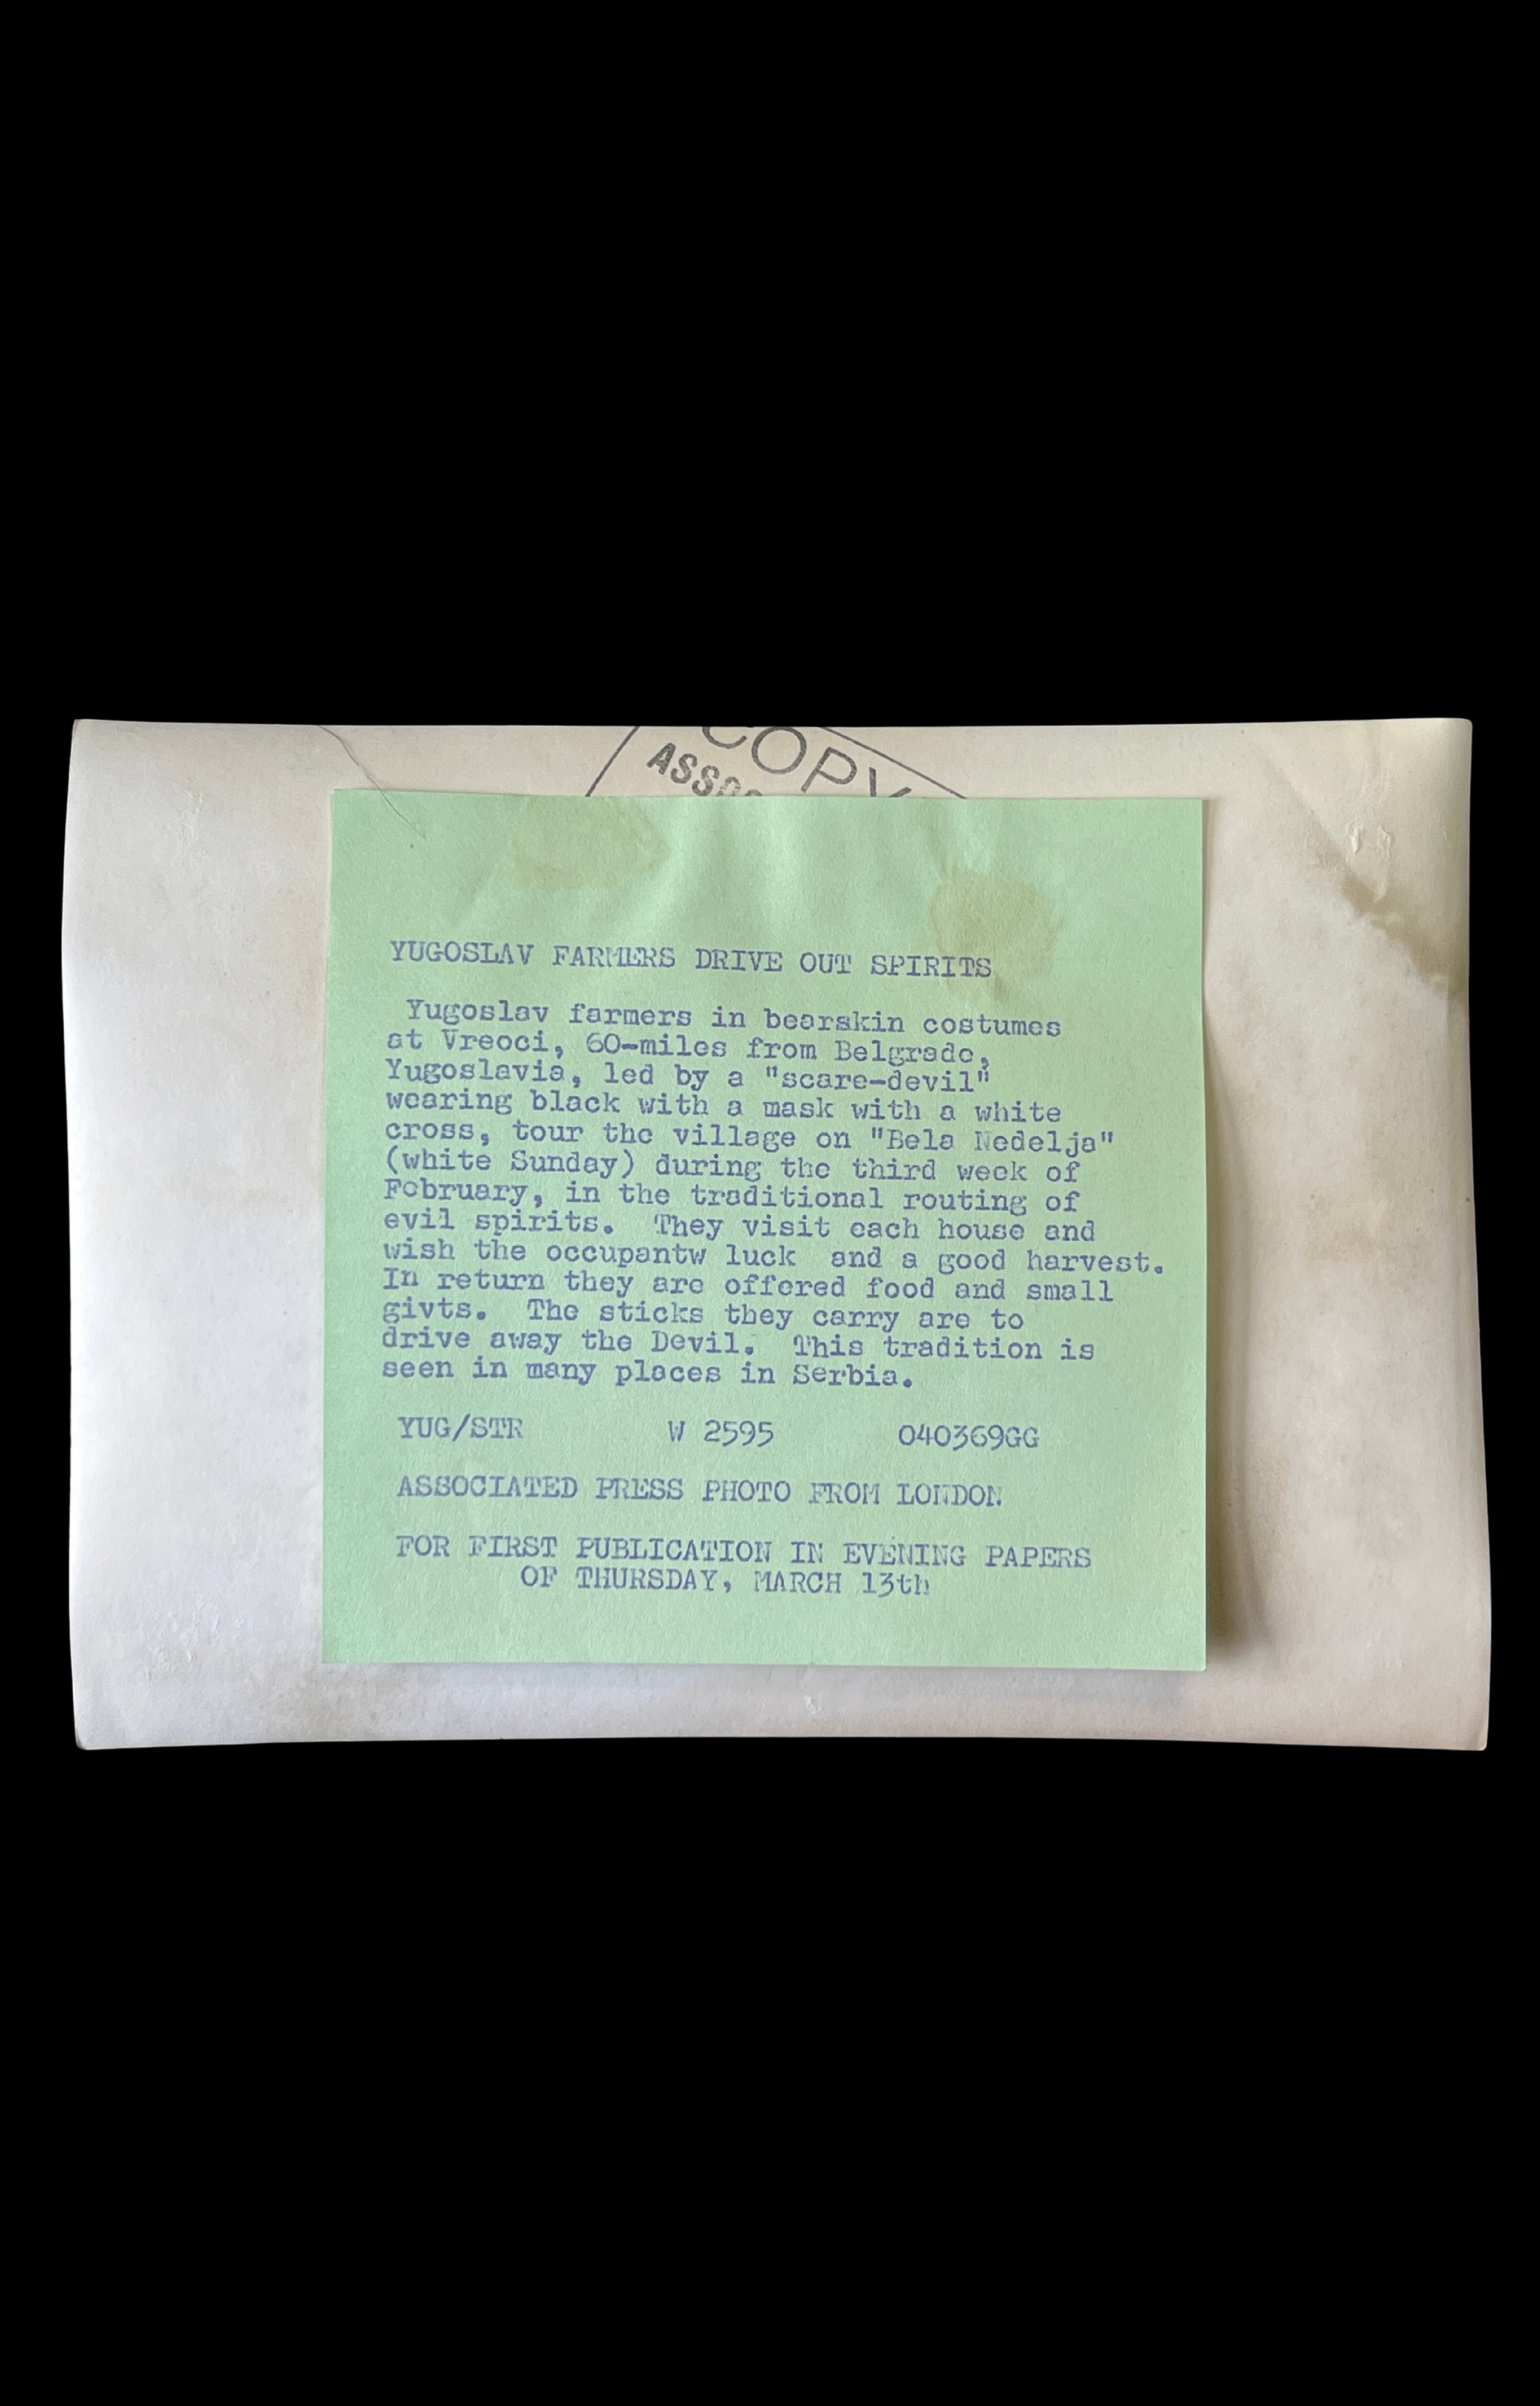 COPY
YUGOSLAV FARMERS DRIVE OUT SPIRITS
Yugoslav farmers in bearskin costumes
at Vreoci, 60-miles from Belgrade,
Yugoslavia, led by a "scare-devil"
wearing black with a mask with a white
cross, tour the village on "Bela Nedelja"
(white Sunday) during the third week of
February, in the traditional routing of
evil spirits. They visit each house and
wish the occupantw luck and a good harvest.
In return they are offered food and small
givts. The sticks they carry are to
drive away the Devil. This tradition is
seen in many places in Serbia.
YUG/STR W 2595 040369GG
ASSOCIATED PRESS PHOTO FROM LONDON
FOR FIRST PUBLICATION IN EVENING PAPERS
OF THURSDAY, MARCH 13th